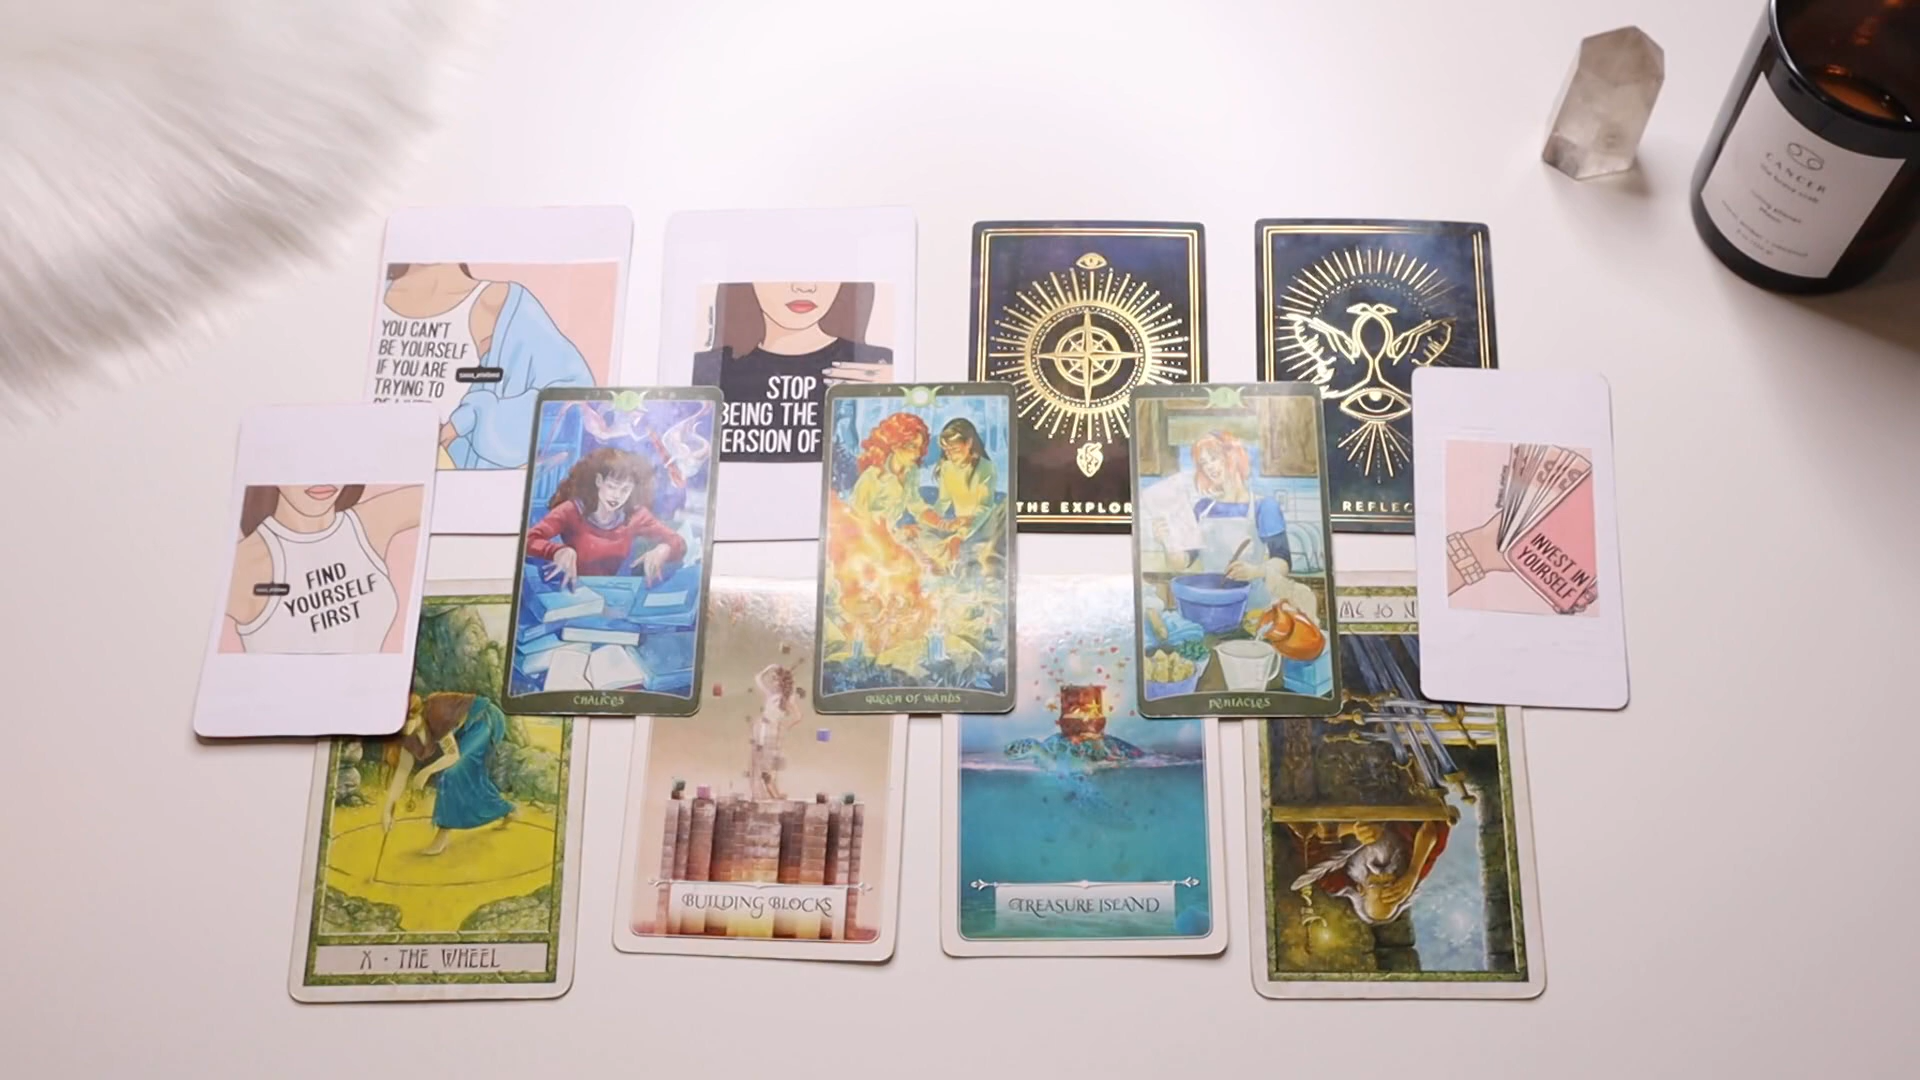 CANCER
YOU CAN'T
BE YOURSELF
IF YOU ARE
TRYING TO
STOP
BEING THE
ERSION OF
THE EXPLOR
REFLEC
FIND
YOURSELF
FIRST
CHALICES
QUEEN OF WANDS
PENTACLES
INVEST IN
YOURSELF
X · THE WHEEL
BUILDING BLOCKS
TREASURE ISLAND